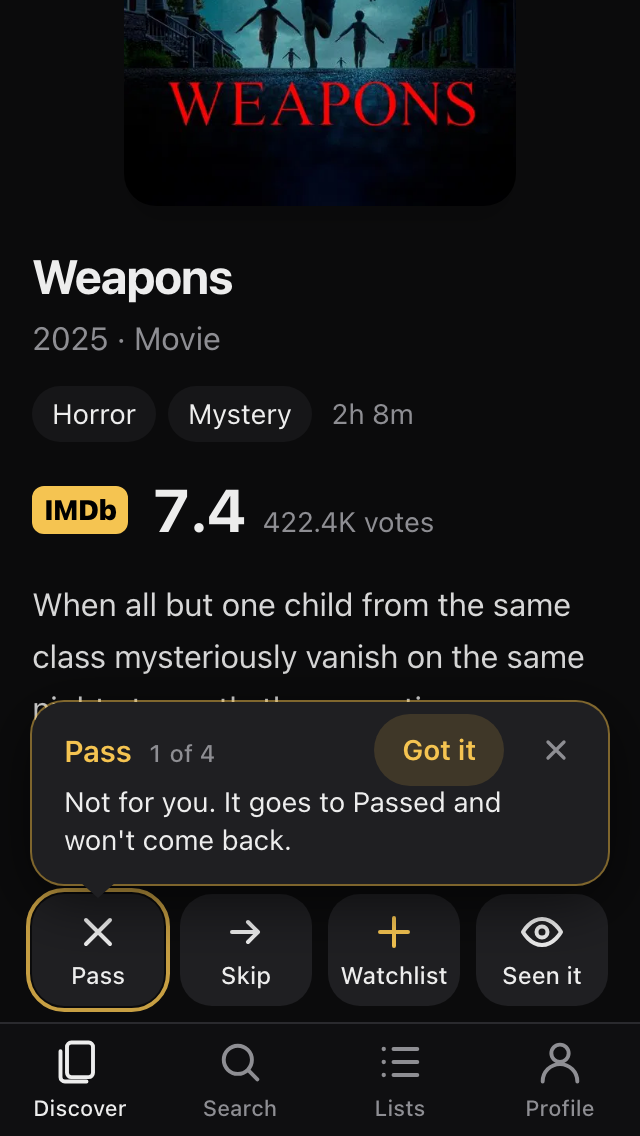 WEAPONS
Weapons
2025 · Movie
Horror Mystery 2h 8m
IMDb 7.4 422.4K votes
When all but one child from the same
class mysteriously vanish on the same
Pass 1 of 4 Got it
Not for you. It goes to Passed and
won't come back.
Pass Skip Watchlist Seen it
Discover Search Lists Profile